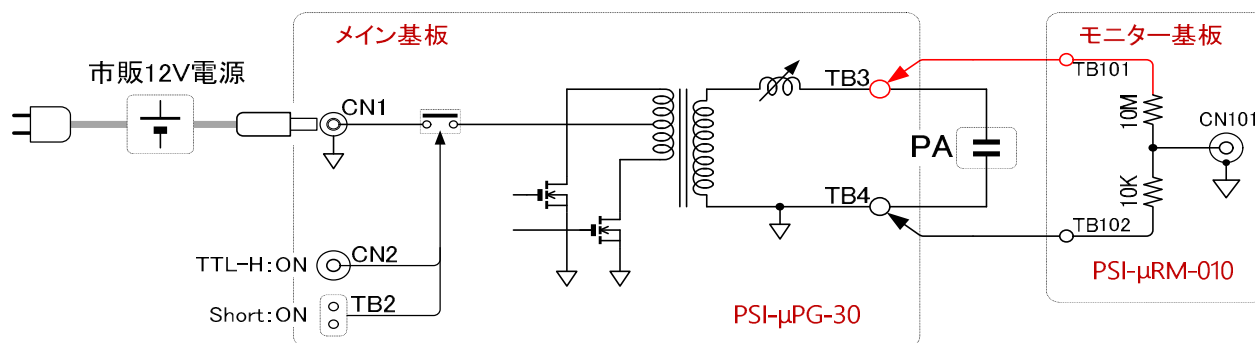 メイン基板
モニター基板
市販12V電源
CN1
TB3
TB101
10M
CN101
PA
10K
TB4
TB102
TTL-H:ON
CN2
PSI-μRM-010
Short:ON
TB2
PSI-μPG-30